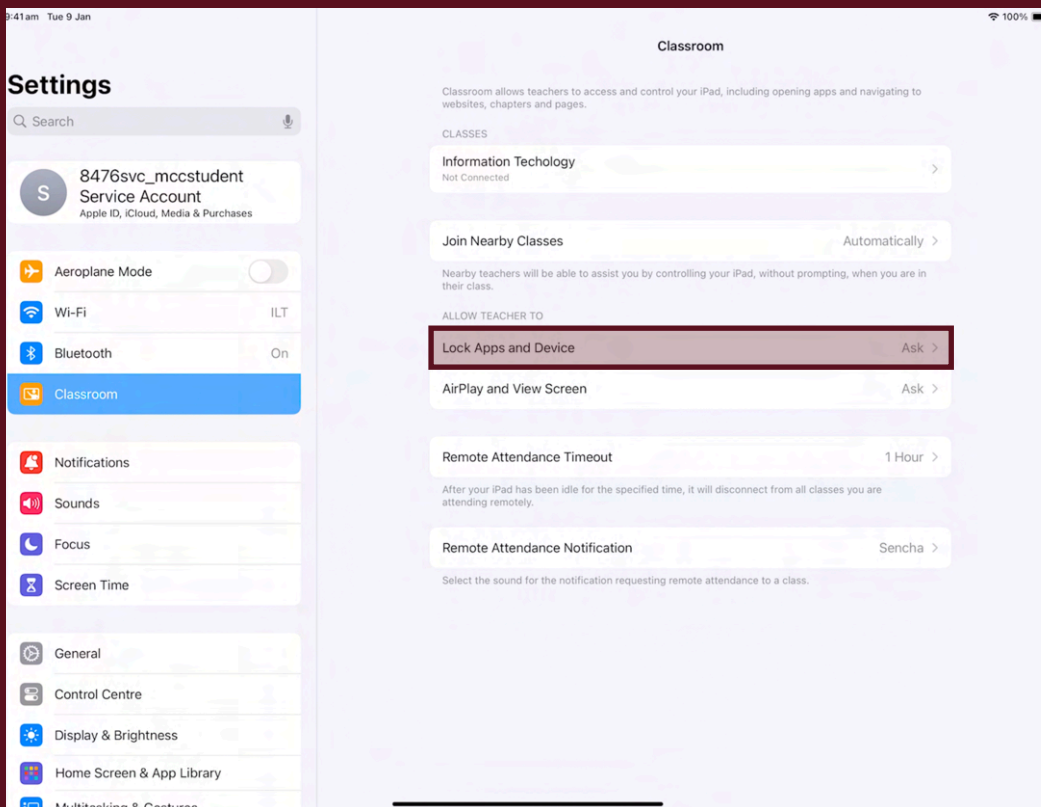 9:41 am Tue 9 Jan
100%
Settings
Search
S
8476svc_mccstudent
Service Account
Apple ID, iCloud, Media & Purchases
Aeroplane Mode
Wi-Fi ILT
Bluetooth On
Classroom
Notifications
Sounds
Focus
Screen Time
General
Control Centre
Display & Brightness
Home Screen & App Library
Multitasking & Gestures
Classroom
Classroom allows teachers to access and control your iPad, including opening apps and navigating to
websites, chapters and pages.
CLASSES
Information Techology
Not Connected
Join Nearby Classes Automatically
Nearby teachers will be able to assist you by controlling your iPad, without prompting, when you are in
their class.
ALLOW TEACHER TO
Lock Apps and Device Ask
AirPlay and View Screen Ask
Remote Attendance Timeout 1 Hour
After your iPad has been idle for the specified time, it will disconnect from all classes you are
attending remotely.
Remote Attendance Notification Sencha
Select the sound for the notification requesting remote attendance to a class.